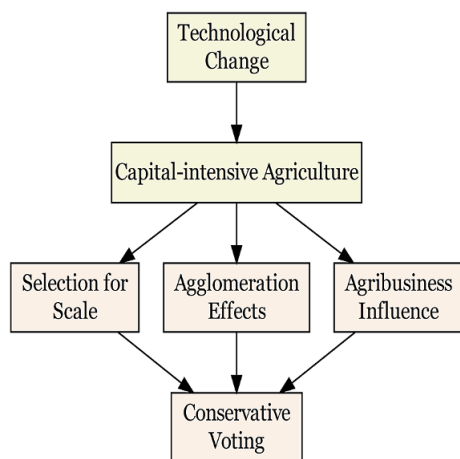 Technological
Change
Capital-intensive Agriculture
Selection for
Scale
Agglomeration
Effects
Agribusiness
Influence
Conservative
Voting